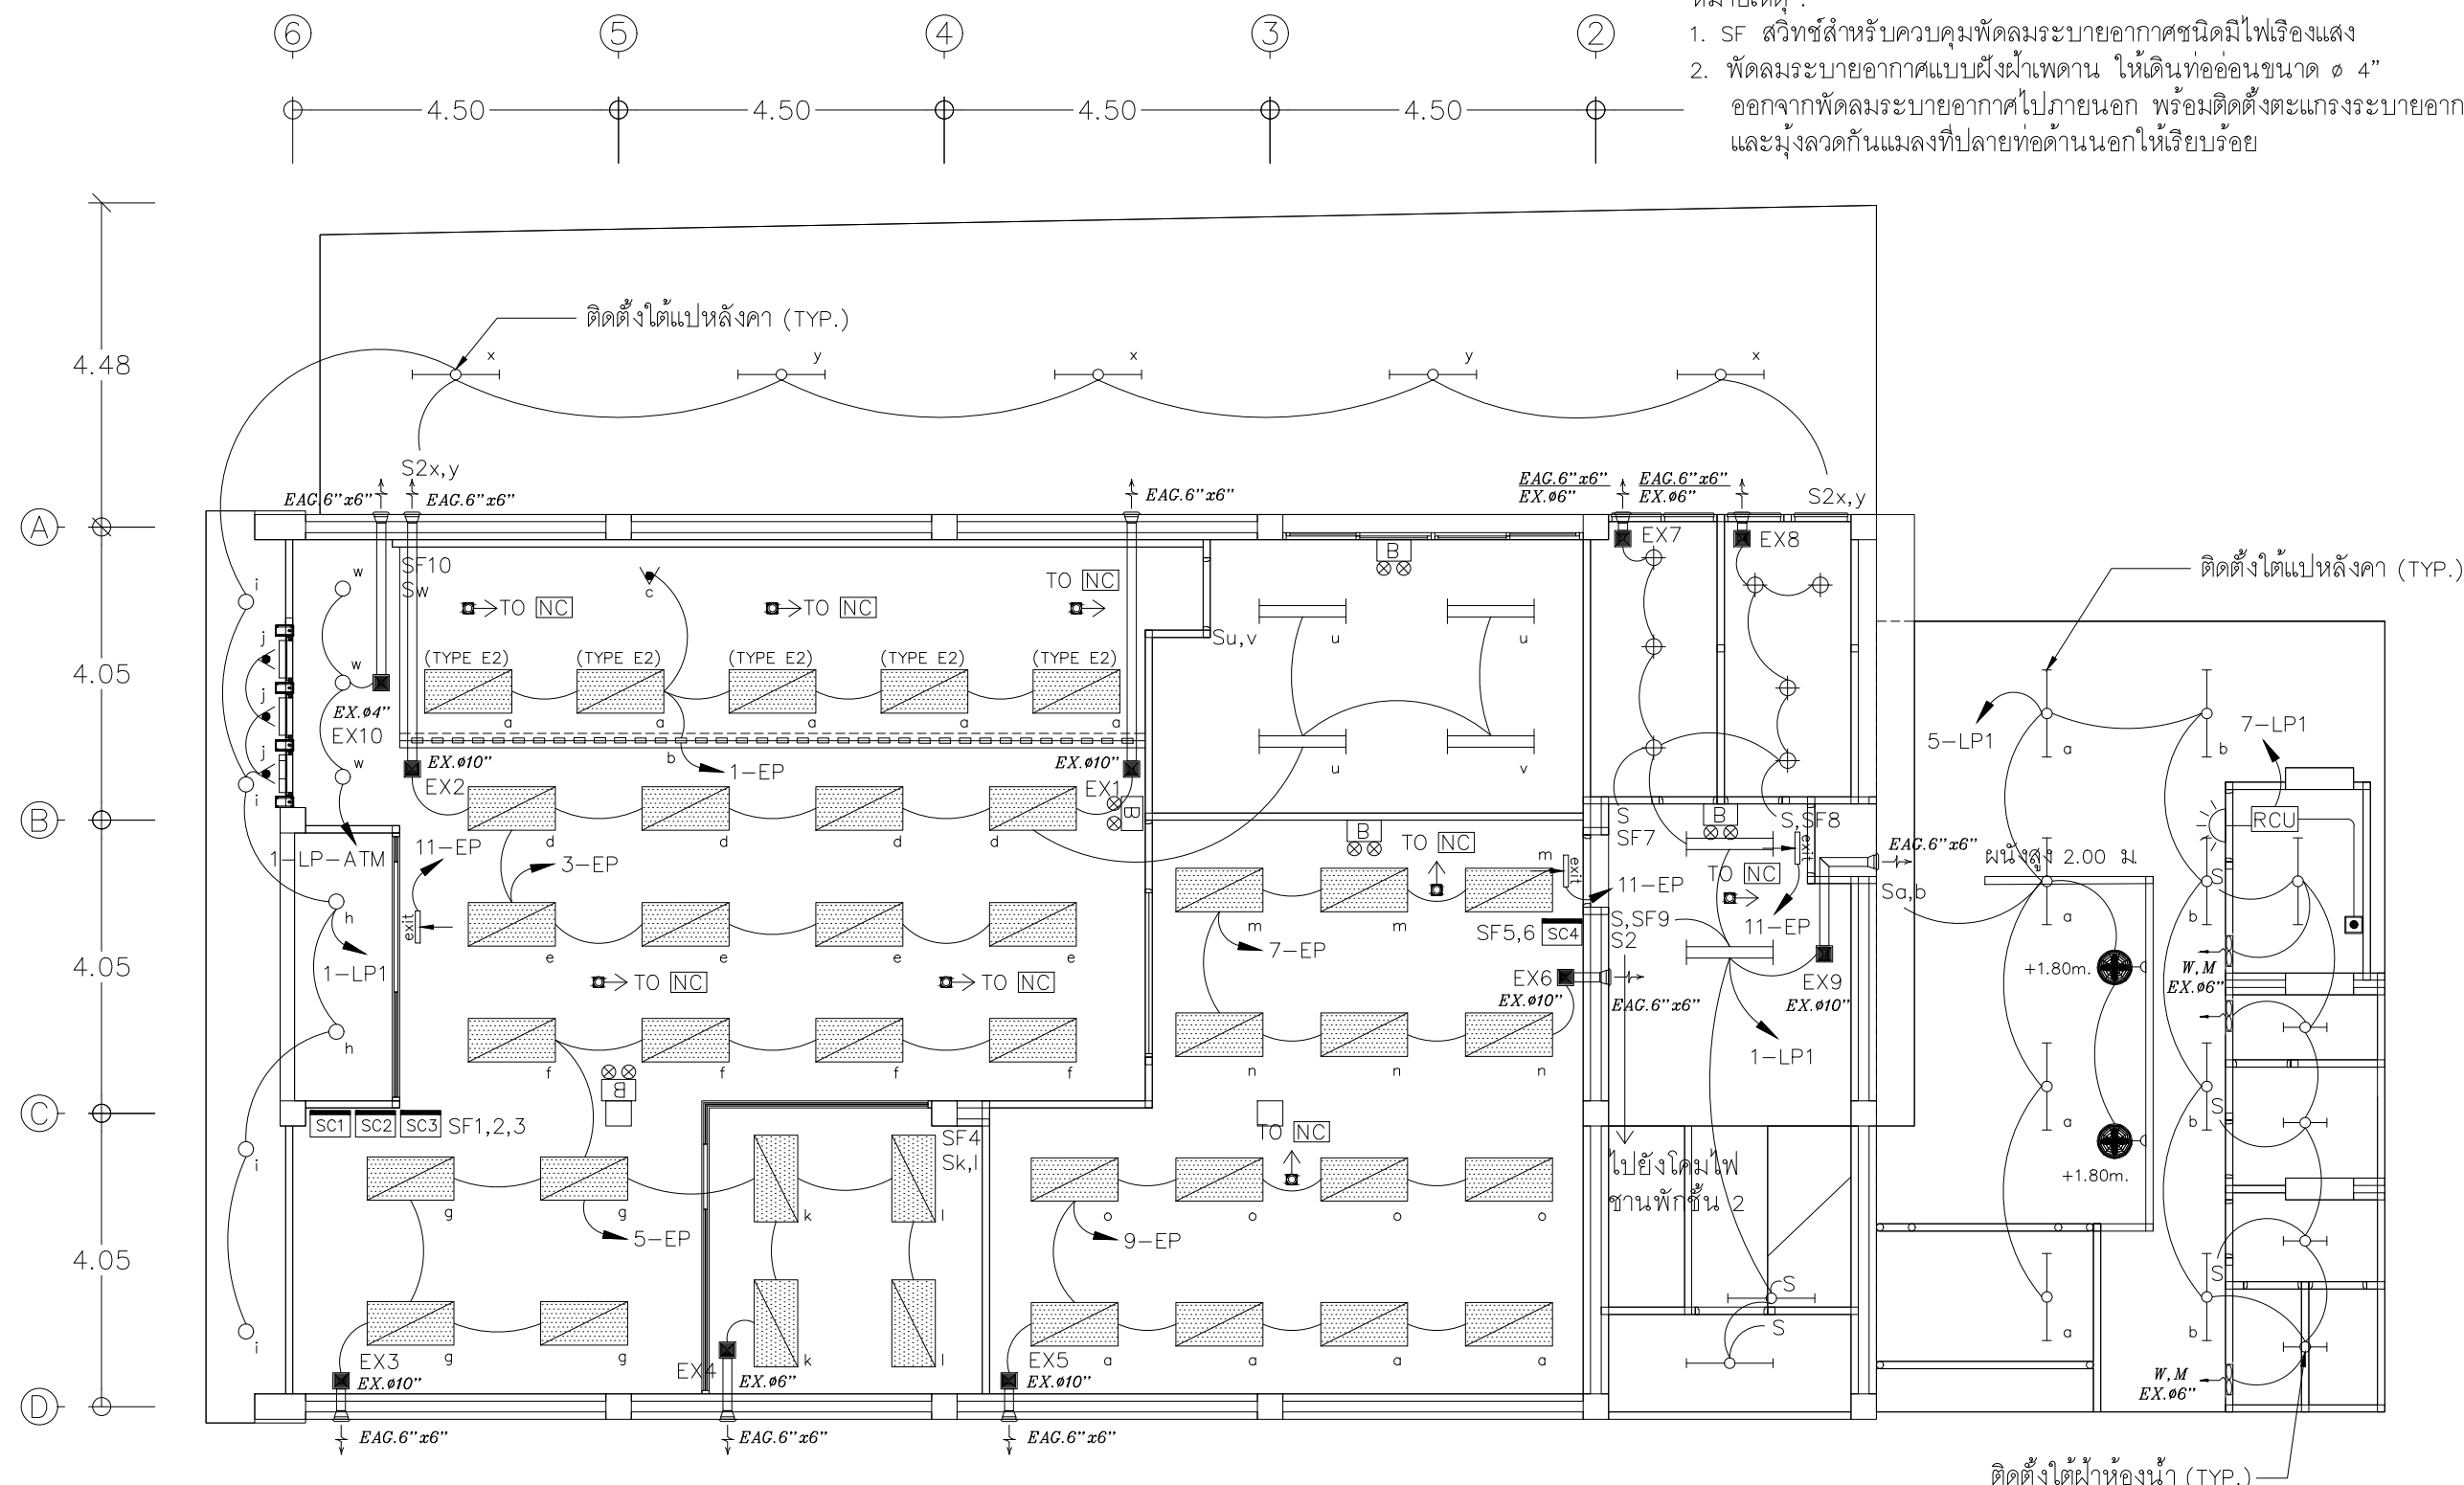 6
5
4
3
2
หมายเหตุ :
1. SF สวิทช์สำหรับควบคุมพัดลมระบายอากาศชนิดมีไฟเรืองแสง
2. พัดลมระบายอากาศแบบฝังฝ้าเพดาน ให้เดินท่ออ่อนขนาด ø 4"
ออกจากพัดลมระบายอากาศไปภายนอก พร้อมติดตั้งตะแกรงระบายอาก
และมุ้งลวดกันแมลงที่ปลายท่อด้านนอกให้เรียบร้อย
4.50
4.50
4.50
4.50
ติดตั้งใต้แปหลังคา (TYP.)
4.48
x
y
x
y
x
S2x,y
S2x,y
EAG.6"x6"
EAG.6"x6"
EAG.6"x6"
EAG.6"x6"
EX.ø6"
EAG.6"x6"
EX.ø6"
A
EX7
EX8
B
SF10
Sw
c
TO NC
TO NC
TO NC
ติดตั้งใต้แปหลังคา (TYP.)
i
w
Su,v
u
u
4.05
j
w
(TYPE E2)
(TYPE E2)
(TYPE E2)
(TYPE E2)
(TYPE E2)
j
EX.ø4"
EX10
a
a
a
a
a
j
w
i
b
1-EP
EX.ø10"
EX2
EX.ø10"
EX1
u
v
5-LP1
a
b
7-LP1
B
B
d
d
d
d
B
B
S
SF7
S,SF8
RCU
1-LP-ATM
11-EP
3-EP
TO NC
m
exit
exit
EAG.6"x6"
ผนังสูง 2.00 ม.
TO NC
11-EP
Sa,b
S
h
exit
e
e
e
e
m
m
7-EP
SF5,6
SC4
S,SF9
S2
11-EP
a
b
1-LP1
TO NC
TO NC
4.05
EX6
EX.ø10"
EAG.6"x6"
EX9
EX.ø10"
+1.80m.
W,M
EX.ø6"
h
f
f
f
f
n
n
n
1-LP1
B
C
SC1
SC2
SC3
SF1,2,3
SF4
Sk,l
TO NC
a
b
S
i
ไปยังโคมไฟ
ชานพักชั้น 2
+1.80m.
g
g
k
l
o
o
o
o
5-EP
9-EP
4.05
S
S
S
i
EX3
EX.ø10"
g
g
EX4
EX.ø6"
k
l
EX5
EX.ø10"
a
a
a
a
a
b
W,M
EX.ø6"
D
EAG.6"x6"
EAG.6"x6"
EAG.6"x6"
ติดตั้งใต้ฝ้าห้องน้ำ (TYP.)